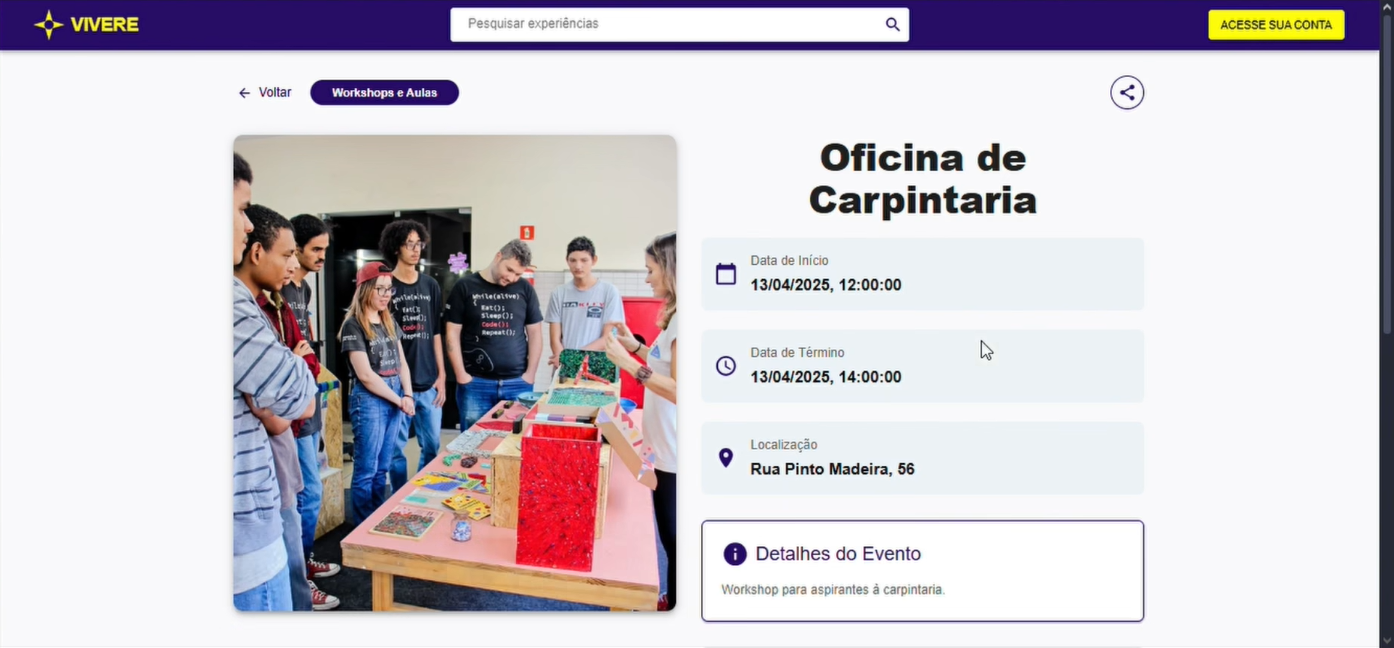 VIVERE
Pesquisar experiências
ACESSE SUA CONTA
Voltar
Workshops e Aulas
Oficina de
Carpintaria
Data de Início
13/04/2025, 12:00:00
Data de Término
13/04/2025, 14:00:00
Localização
Rua Pinto Madeira, 56
Detalhes do Evento
Workshop para aspirantes à carpintaria.
while(alive)
{
Eat();
Sleep();
Code();
Repeat();